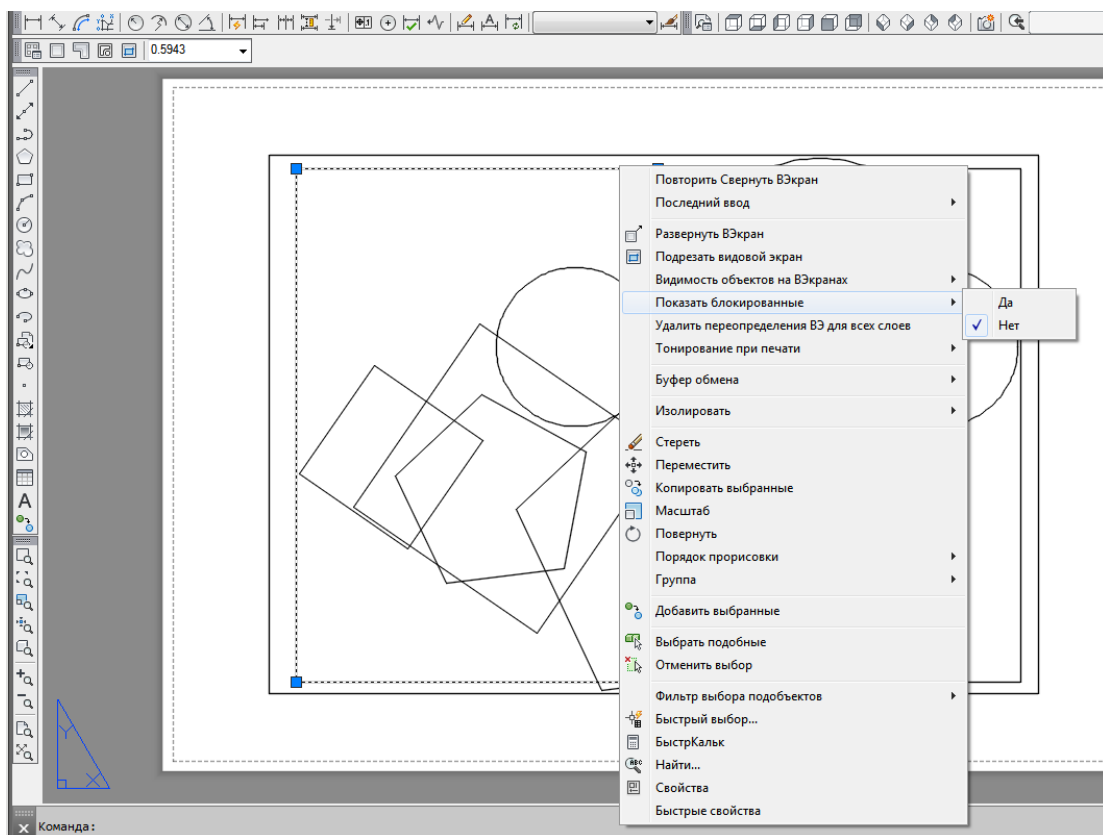 0.5943
Повторить Свернуть ВЭкран
Последний ввод
Развернуть ВЭкран
Подрезать видовой экран
Видимость объектов на ВЭкранах
Показать блокированные
Да
Удалить переопределения ВЭ для всех слоев
Нет
Тонирование при печати
Буфер обмена
Изолировать
Стереть
Переместить
Копировать выбранные
Масштаб
Повернуть
Порядок прорисовки
Группа
Добавить выбранные
Выбрать подобные
Отменить выбор
Фильтр выбора подобъектов
Быстрый выбор...
БыстрКальк
Найти...
Свойства
Быстрые свойства
Y
X
Команда: